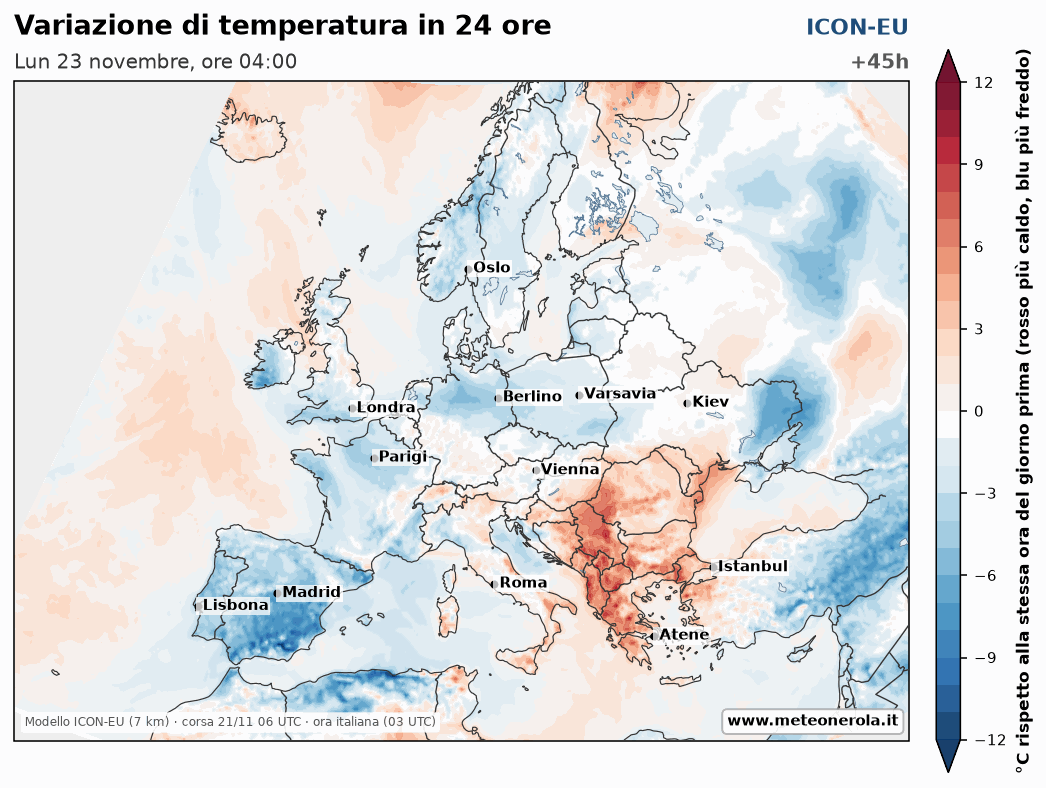 Variazione di temperatura in 24 ore
ICON-EU
Lun 23 novembre, ore 04:00
+45h
Oslo
Berlino
Varsavia
Kiev
Londra
Parigi
Vienna
Istanbul
Roma
Madrid
Lisbona
Atene
Modello ICON-EU (7 km) · corsa 21/11 06 UTC · ora italiana (03 UTC)
www.meteonerola.it
12
9
6
3
0
−3
−6
−9
−12
°C rispetto alla stessa ora del giorno prima (rosso più caldo, blu più freddo)